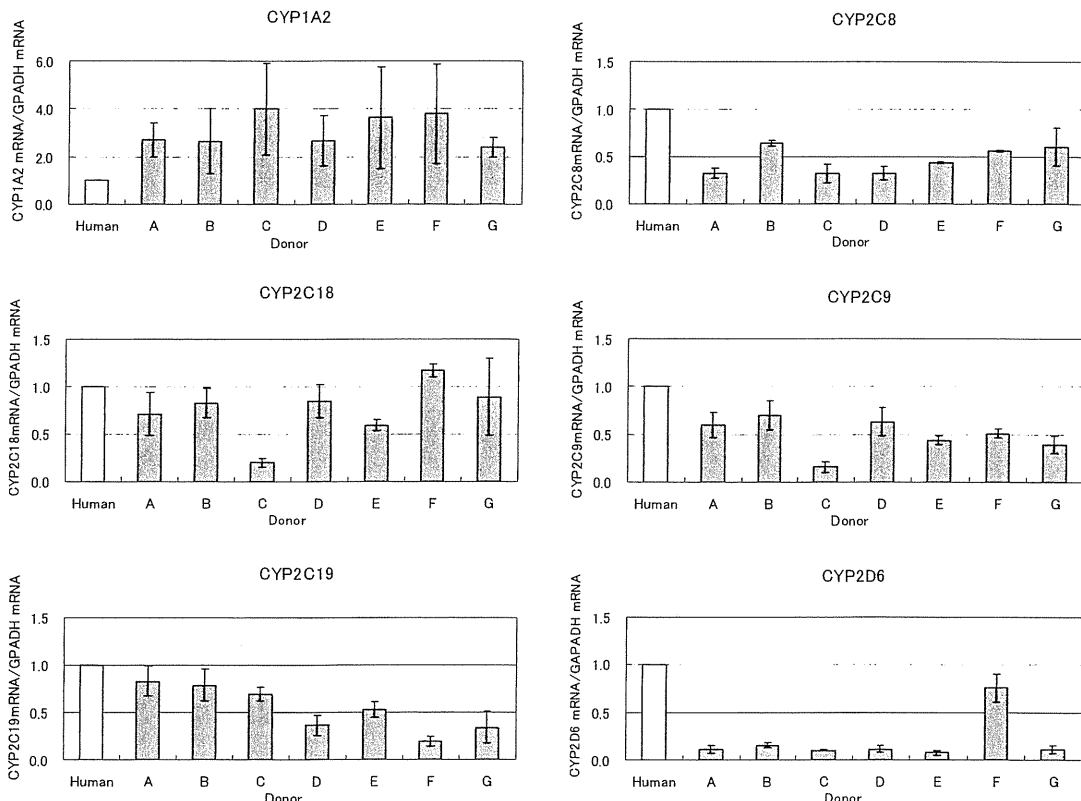 CYP1A2
CYP1A2 mRNA/GPADH mRNA
6.0
4.0
2.0
0.0
Human A B C D E F G
Donor
CYP2C8
CYP2C8mRNA/GPADH mRNA
1.5
1.0
0.5
0.0
Human A B C D E F G
Donor
CYP2C18
CYP2C18mRNA/GPADH mRNA
1.5
1.0
0.5
0.0
Human A B C D E F G
Donor
CYP2C9
CYP2C9mRNA/GPADH mRNA
1.5
1.0
0.5
0.0
Human A B C D E F G
Donor
CYP2C19
CYP2C19mRNA/GPADH mRNA
1.5
1.0
0.5
0.0
Human A B C D E F G
Donor
CYP2D6
CYP2D6 mRNA/GAPADH mRNA
1.5
1.0
0.5
0.0
Human A B C D E F G
Donor